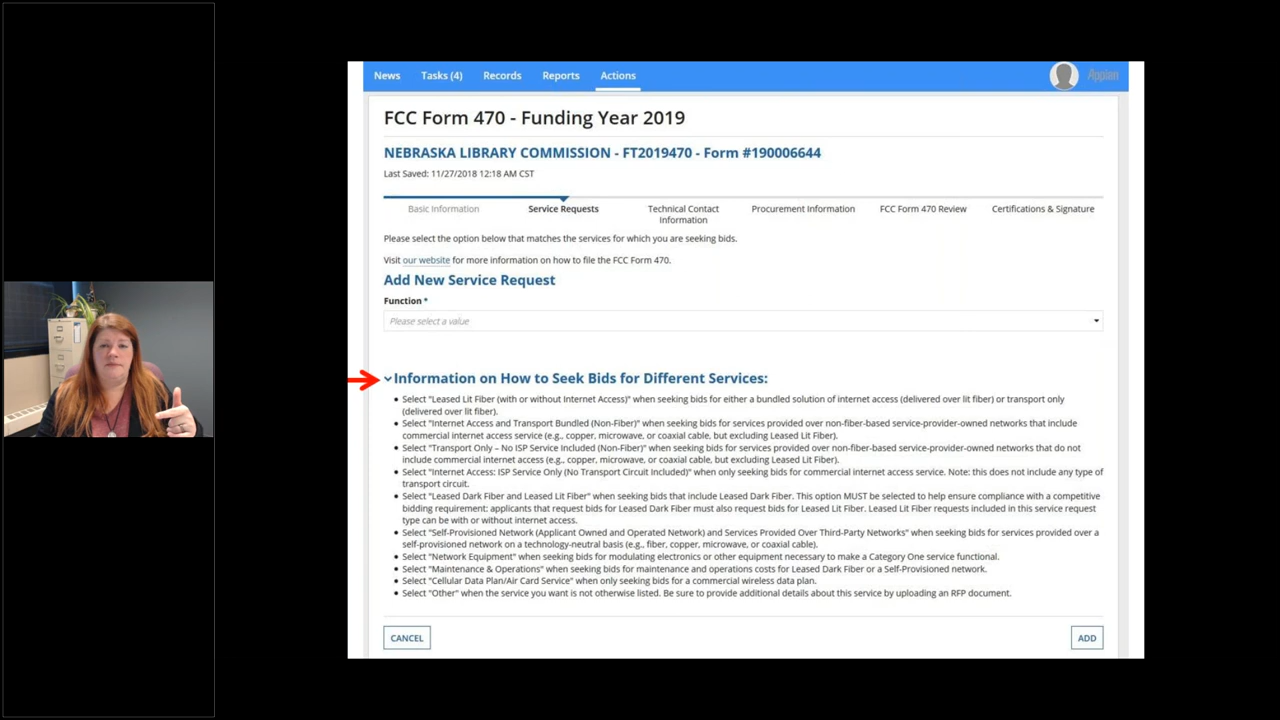 News Tasks (4) Records Reports Actions Appian
FCC Form 470 - Funding Year 2019
NEBRASKA LIBRARY COMMISSION - FT2019470 - Form #190006644
Last Saved: 11/27/2018 12:18 AM CST
Basic Information Service Requests Technical Contact Information Procurement Information FCC Form 470 Review Certifications & Signature
Please select the option below that matches the services for which you are seeking bids.
Visit our website for more information on how to file the FCC Form 470.
Add New Service Request
Function *
Please select a value
Information on How to Seek Bids for Different Services:
• Select "Leased Lit Fiber (with or without Internet Access)" when seeking bids for either a bundled solution of internet access (delivered over lit fiber) or transport only
(delivered over lit fiber).
• Select "Internet Access and Transport Bundled (Non-Fiber)" when seeking bids for services provided over non-fiber-based service-provider-owned networks that include
commercial internet access service (e.g., copper, microwave, or coaxial cable, but excluding Leased Lit Fiber).
• Select "Transport Only – No ISP Service Included (Non-Fiber)" when seeking bids for services provided over non-fiber-based service-provider-owned networks that do not
include commercial internet access (e.g., copper, microwave, or coaxial cable, but excluding Leased Lit Fiber).
• Select "Internet Access: ISP Service Only (No Transport Circuit Included)" when only seeking bids for commercial internet access service. Note: this does not include any type of
transport circuit.
• Select "Leased Dark Fiber and Leased Lit Fiber" when seeking bids that include Leased Dark Fiber. This option MUST be selected to help ensure compliance with a competitive
bidding requirement: applicants that request bids for Leased Dark Fiber must also request bids for Leased Lit Fiber. Leased Lit Fiber requests included in this service request
type can be with or without internet access.
• Select "Self-Provisioned Network (Applicant Owned and Operated Network) and Services Provided Over Third-Party Networks" when seeking bids for services provided over a
self-provisioned network on a technology-neutral basis (e.g., fiber, copper, microwave, or coaxial cable).
• Select "Network Equipment" when seeking bids for modulating electronics or other equipment necessary to make a Category One service functional.
• Select "Maintenance & Operations" when seeking bids for maintenance and operations costs for Leased Dark Fiber or a Self-Provisioned network.
• Select "Cellular Data Plan/Air Card Service" when only seeking bids for a commercial wireless data plan.
• Select "Other" when the service you want is not otherwise listed. Be sure to provide additional details about this service by uploading an RFP document.
CANCEL ADD